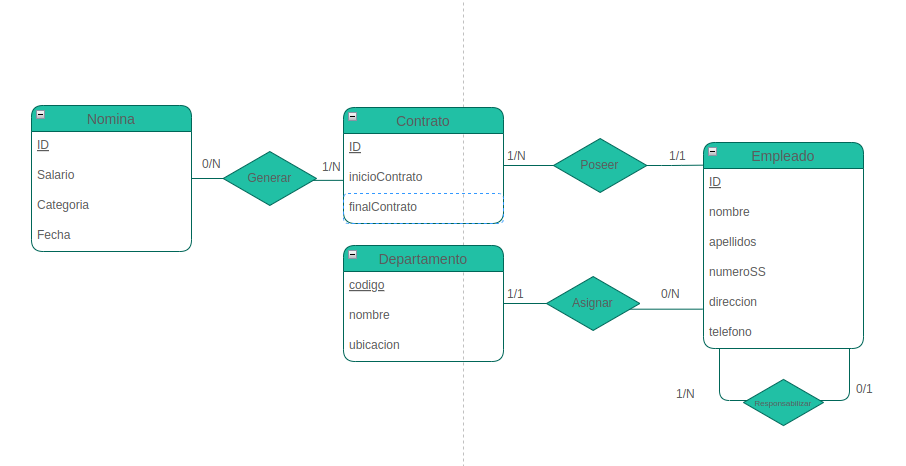 Nomina
ID
Salario
Categoria
Fecha
0/N
Generar
1/N
Contrato
ID
inicioContrato
finalContrato
1/N
Poseer
1/1
Empleado
ID
nombre
apellidos
numeroSS
direccion
telefono
Departamento
codigo
nombre
ubicacion
1/1
Asignar
0/N
1/N
Responsabilizar
0/1